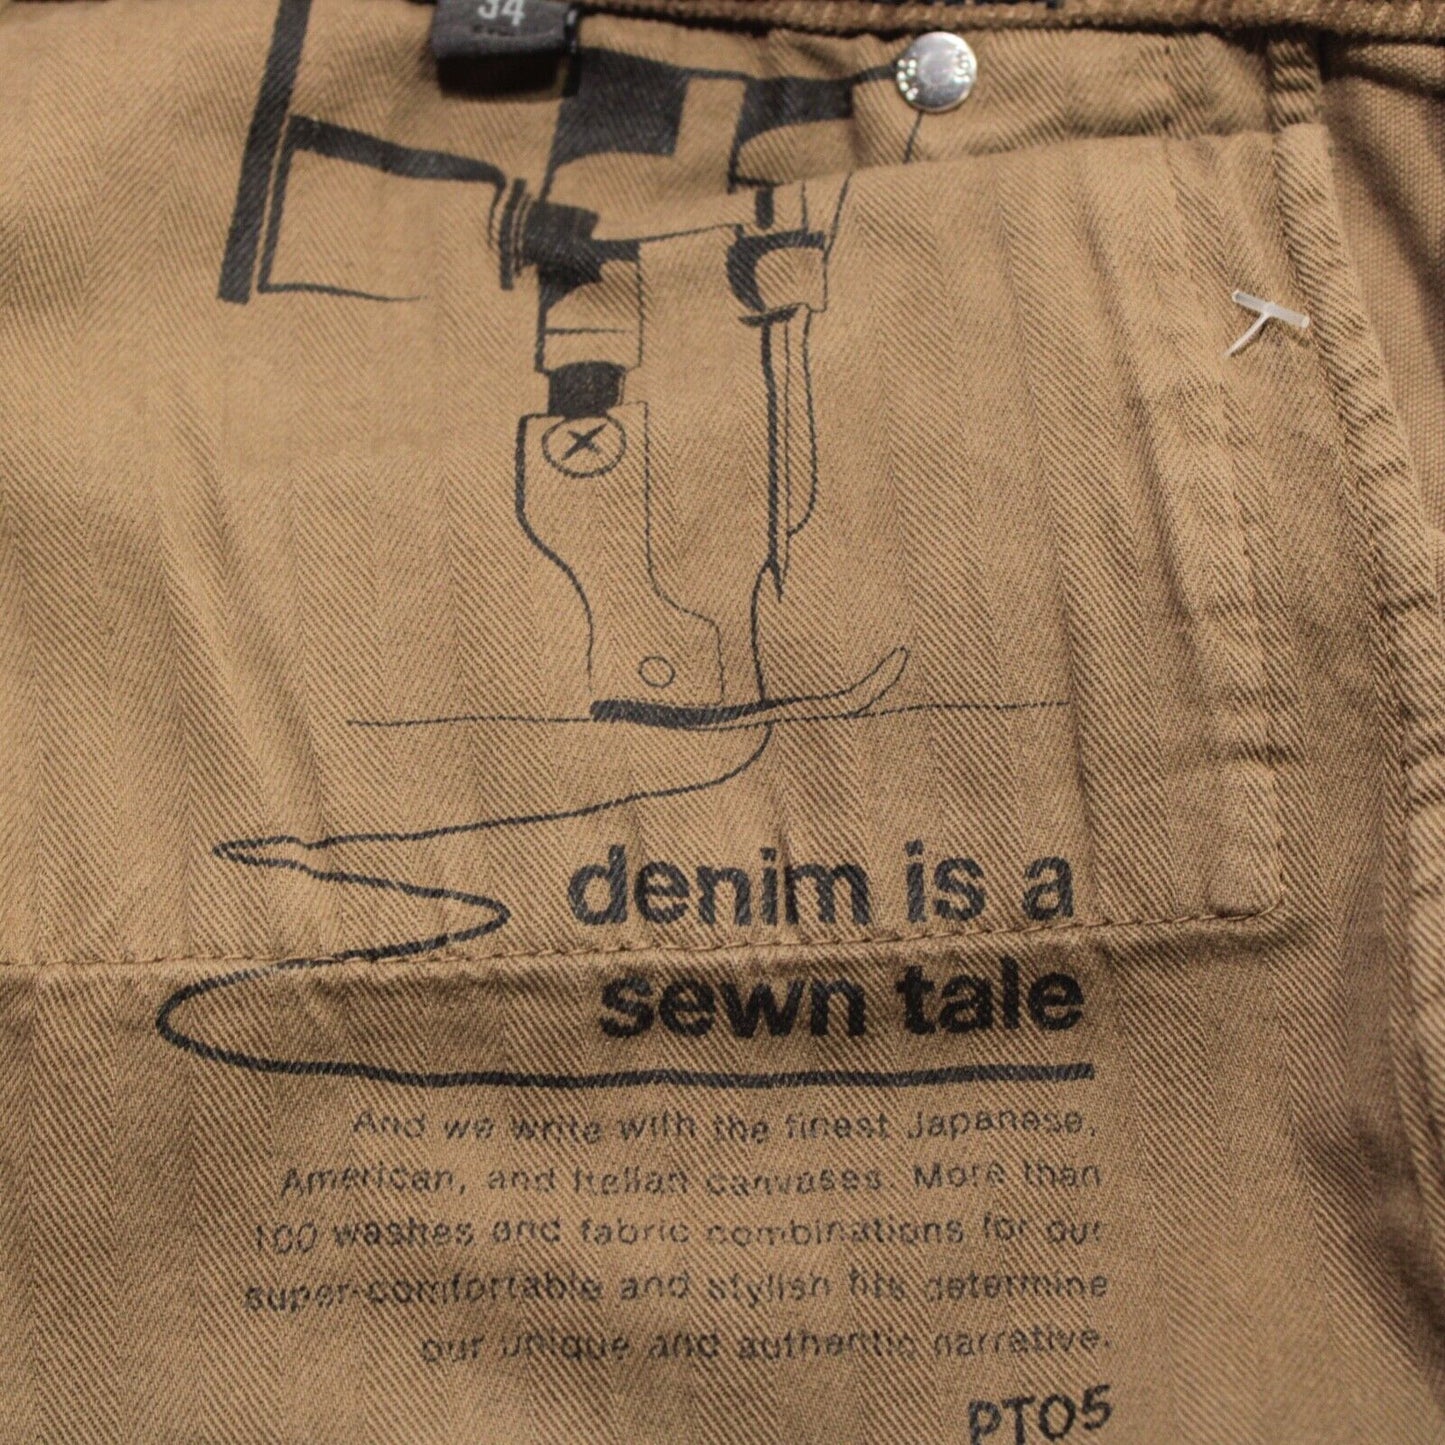 34
denim is a
sewn tale
And we write with the finest Japanese,
American, and Italian canvases. More than
100 washes and fabric combinations for our
super-comfortable and stylish fits determine
our unique and authentic narrative.
PT05